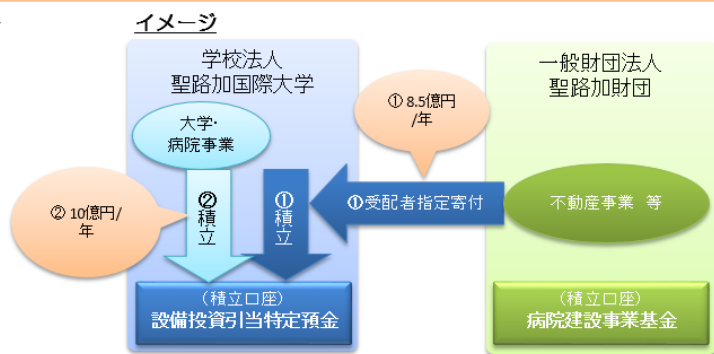 イメージ
学校法人
聖路加国際大学
一般財団法人
聖路加財団
① 8.5億円
/年
大学・
病院事業
② 10億円/
年
②積立
①積立
①受配者指定寄付
不動産事業 等
(積立口座)
設備投資引当特定預金
(積立口座)
病院建設事業基金